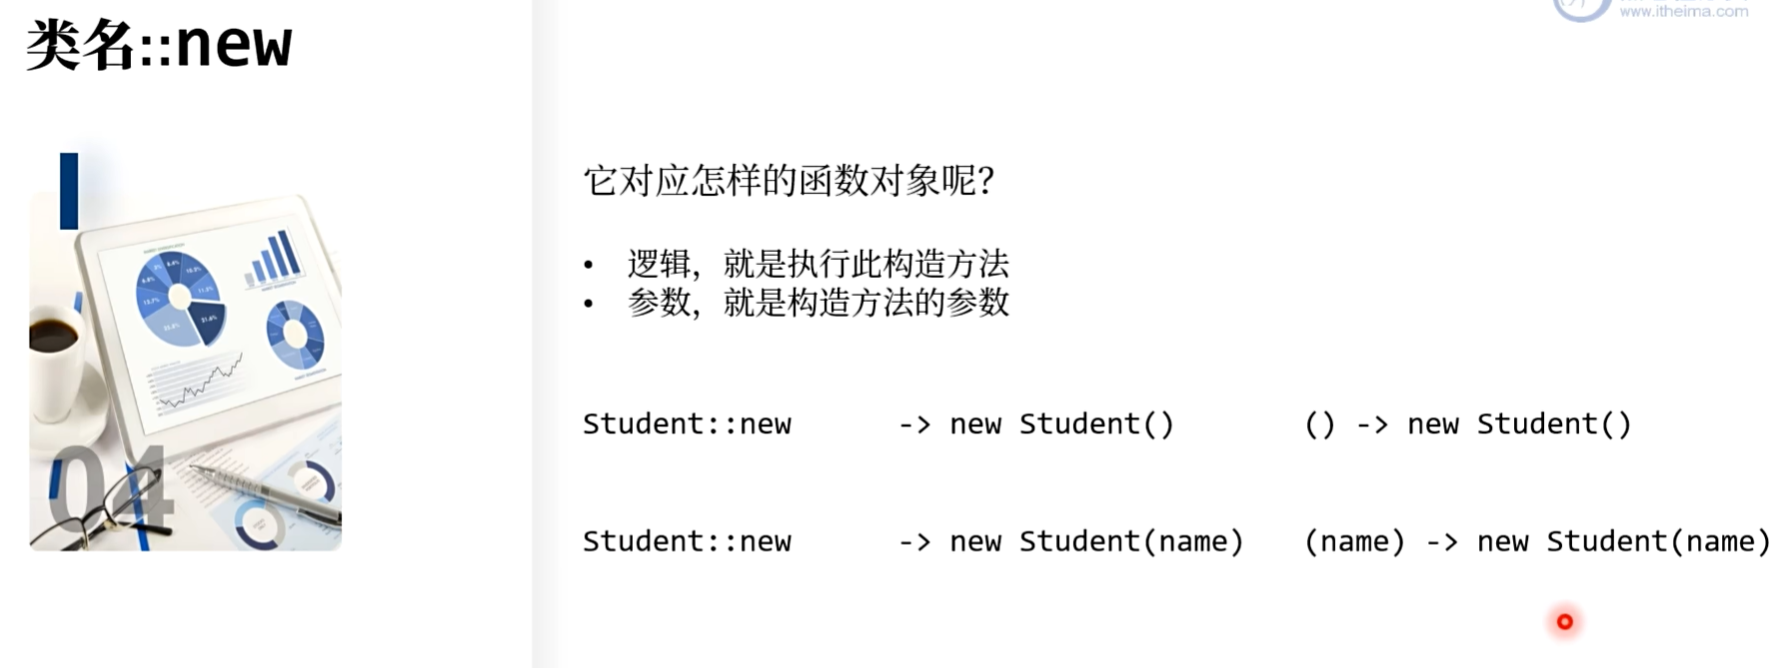 类名::new
www.itheima.com
04
它对应怎样的函数对象呢？
• 逻辑，就是执行此构造方法
• 参数，就是构造方法的参数
Student::new -> new Student() () -> new Student()
Student::new -> new Student(name) (name) -> new Student(name)